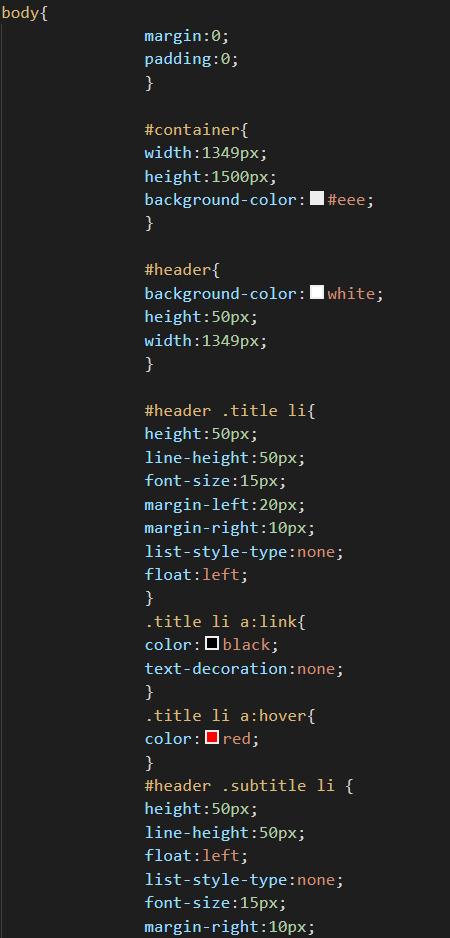 body{
margin:0;
padding:0;
}
#container{
width:1349px;
height:1500px;
background-color:#eee;
}
#header{
background-color:white;
height:50px;
width:1349px;
}
#header .title li{
height:50px;
line-height:50px;
font-size:15px;
margin-left:20px;
margin-right:10px;
list-style-type:none;
float:left;
}
.title li a:link{
color:black;
text-decoration:none;
}
.title li a:hover{
color:red;
}
#header .subtitle li {
height:50px;
line-height:50px;
float:left;
list-style-type:none;
font-size:15px;
margin-right:10px;